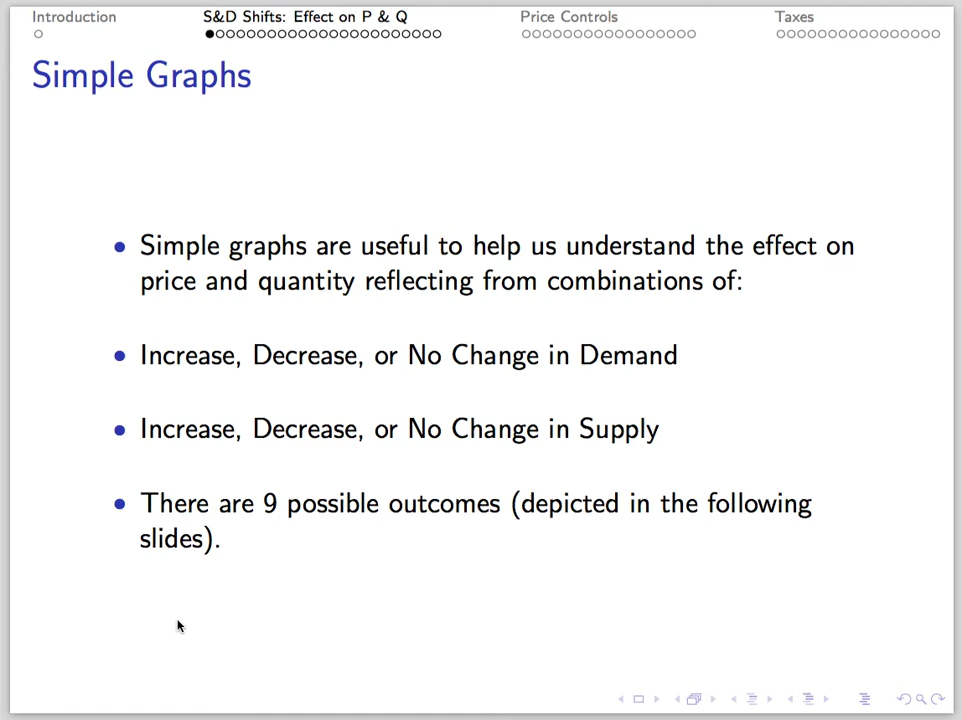 Introduction
S&D Shifts: Effect on P & Q
Price Controls
Taxes
Simple Graphs
• Simple graphs are useful to help us understand the effect on
price and quantity reflecting from combinations of:
• Increase, Decrease, or No Change in Demand
• Increase, Decrease, or No Change in Supply
• There are 9 possible outcomes (depicted in the following
slides).